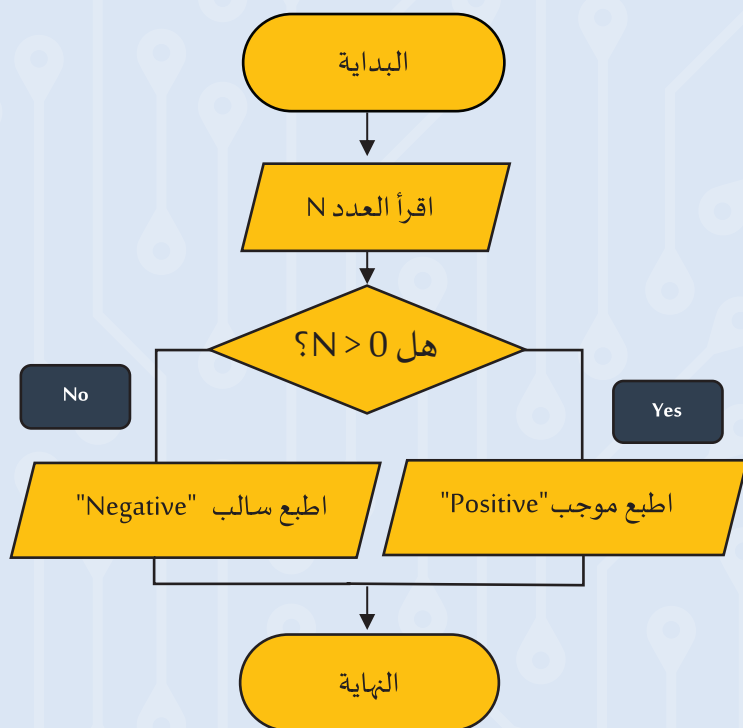 البداية
اقرأ العدد N
هل N > 0؟
No
Yes
اطبع موجب "Positive"
اطبع سالب "Negative"
النهاية